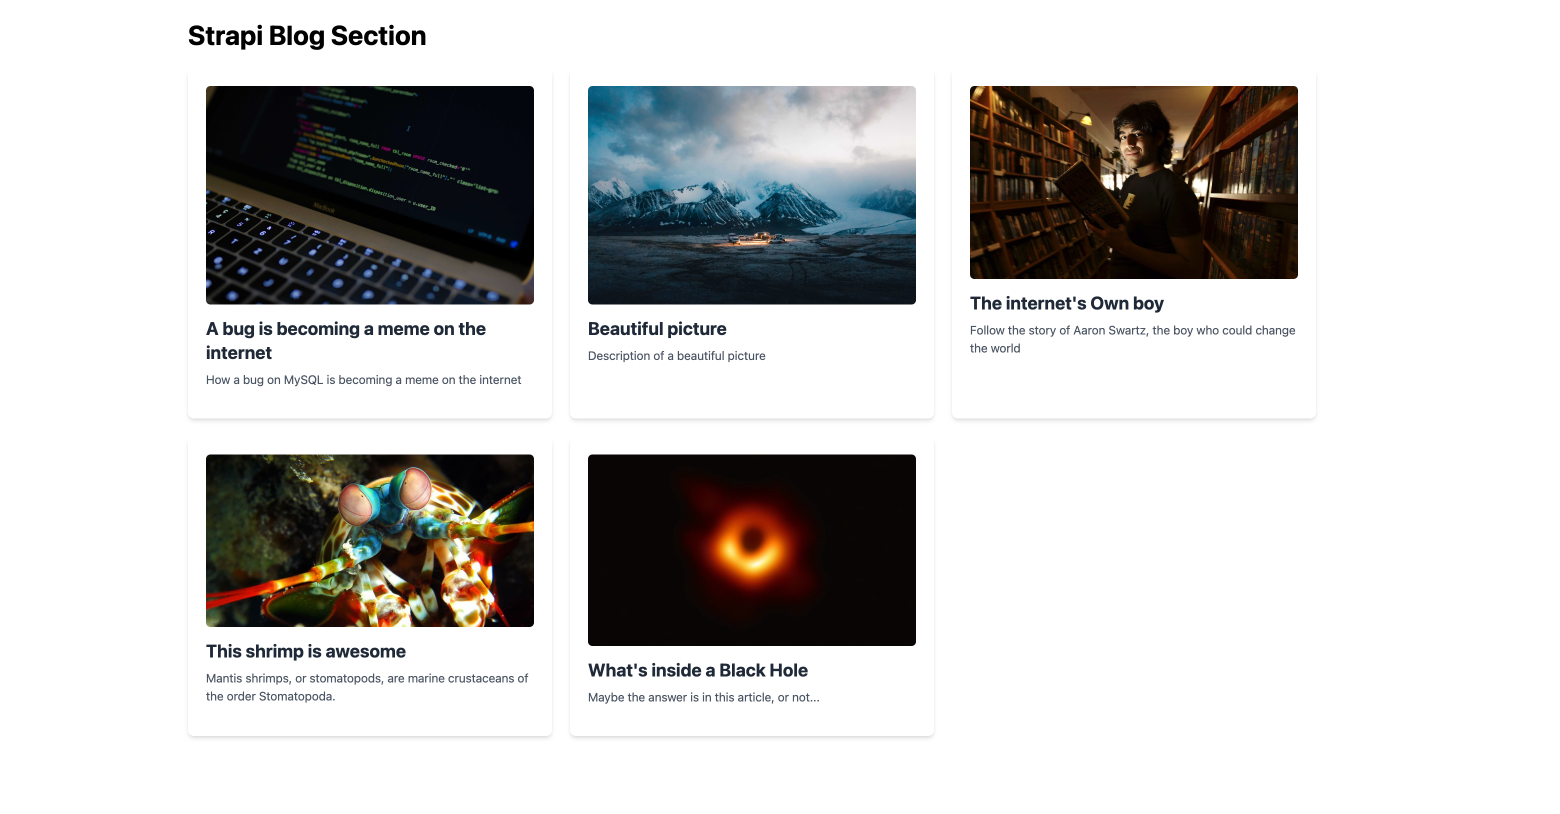 Strapi Blog Section
MacBook
A bug is becoming a meme on the
internet
How a bug on MySQL is becoming a meme on the internet
Beautiful picture
Description of a beautiful picture
The internet's Own boy
Follow the story of Aaron Swartz, the boy who could change
the world
This shrimp is awesome
Mantis shrimps, or stomatopods, are marine crustaceans of
the order Stomatopoda.
What's inside a Black Hole
Maybe the answer is in this article, or not...